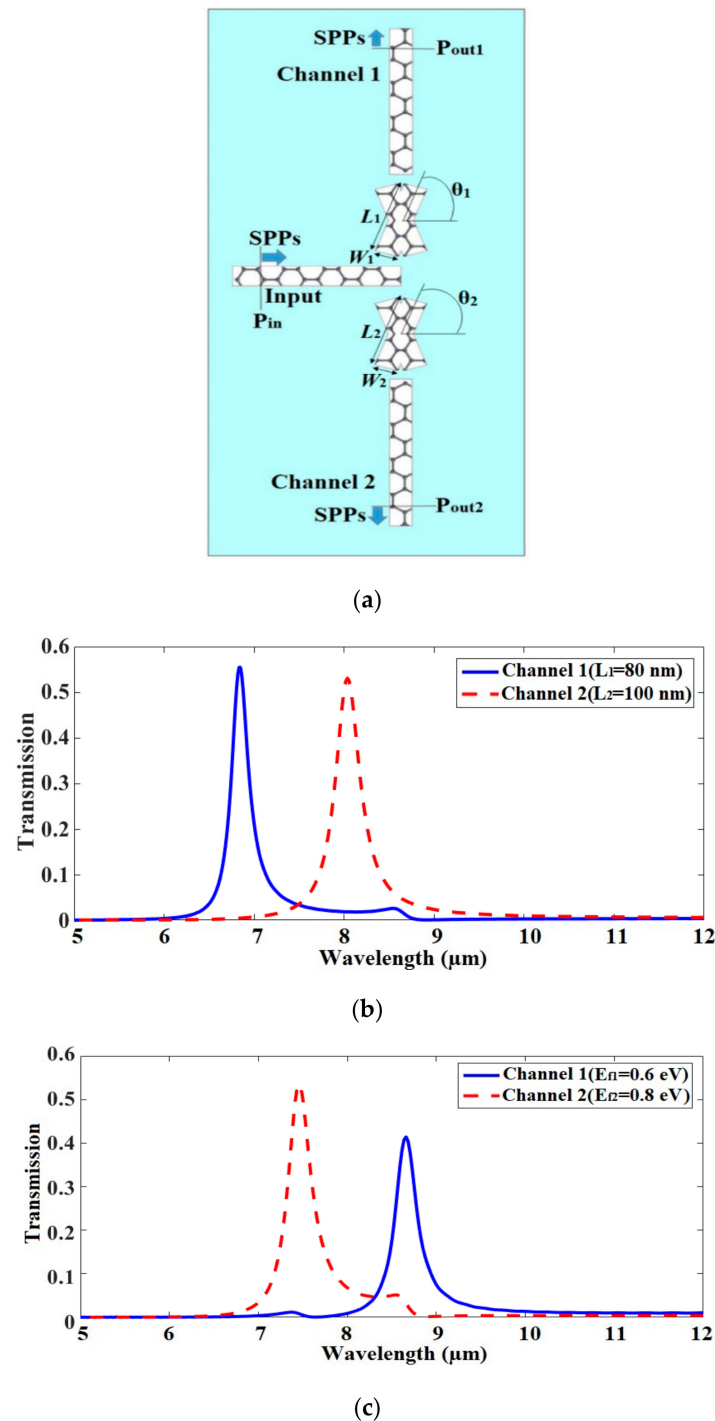 SPPs
Pout1
Channel 1
θ1
L1
SPPs
W1
Input
θ2
Pin
L2
W2
Channel 2
Pout2
SPPs
(a)
0.6
Channel 1(L1=80 nm)
Channel 2(L2=100 nm)
0.5
0.4
0.3
0.2
0.1
0
Transmission
5 6 7 8 9 10 11 12
Wavelength (µm)
(b)
0.6
Channel 1(Ef1=0.6 eV)
Channel 2(Ef2=0.8 eV)
0.5
0.4
0.3
0.2
0.1
0
Transmission
5 6 7 8 9 10 11 12
Wavelength (µm)
(c)